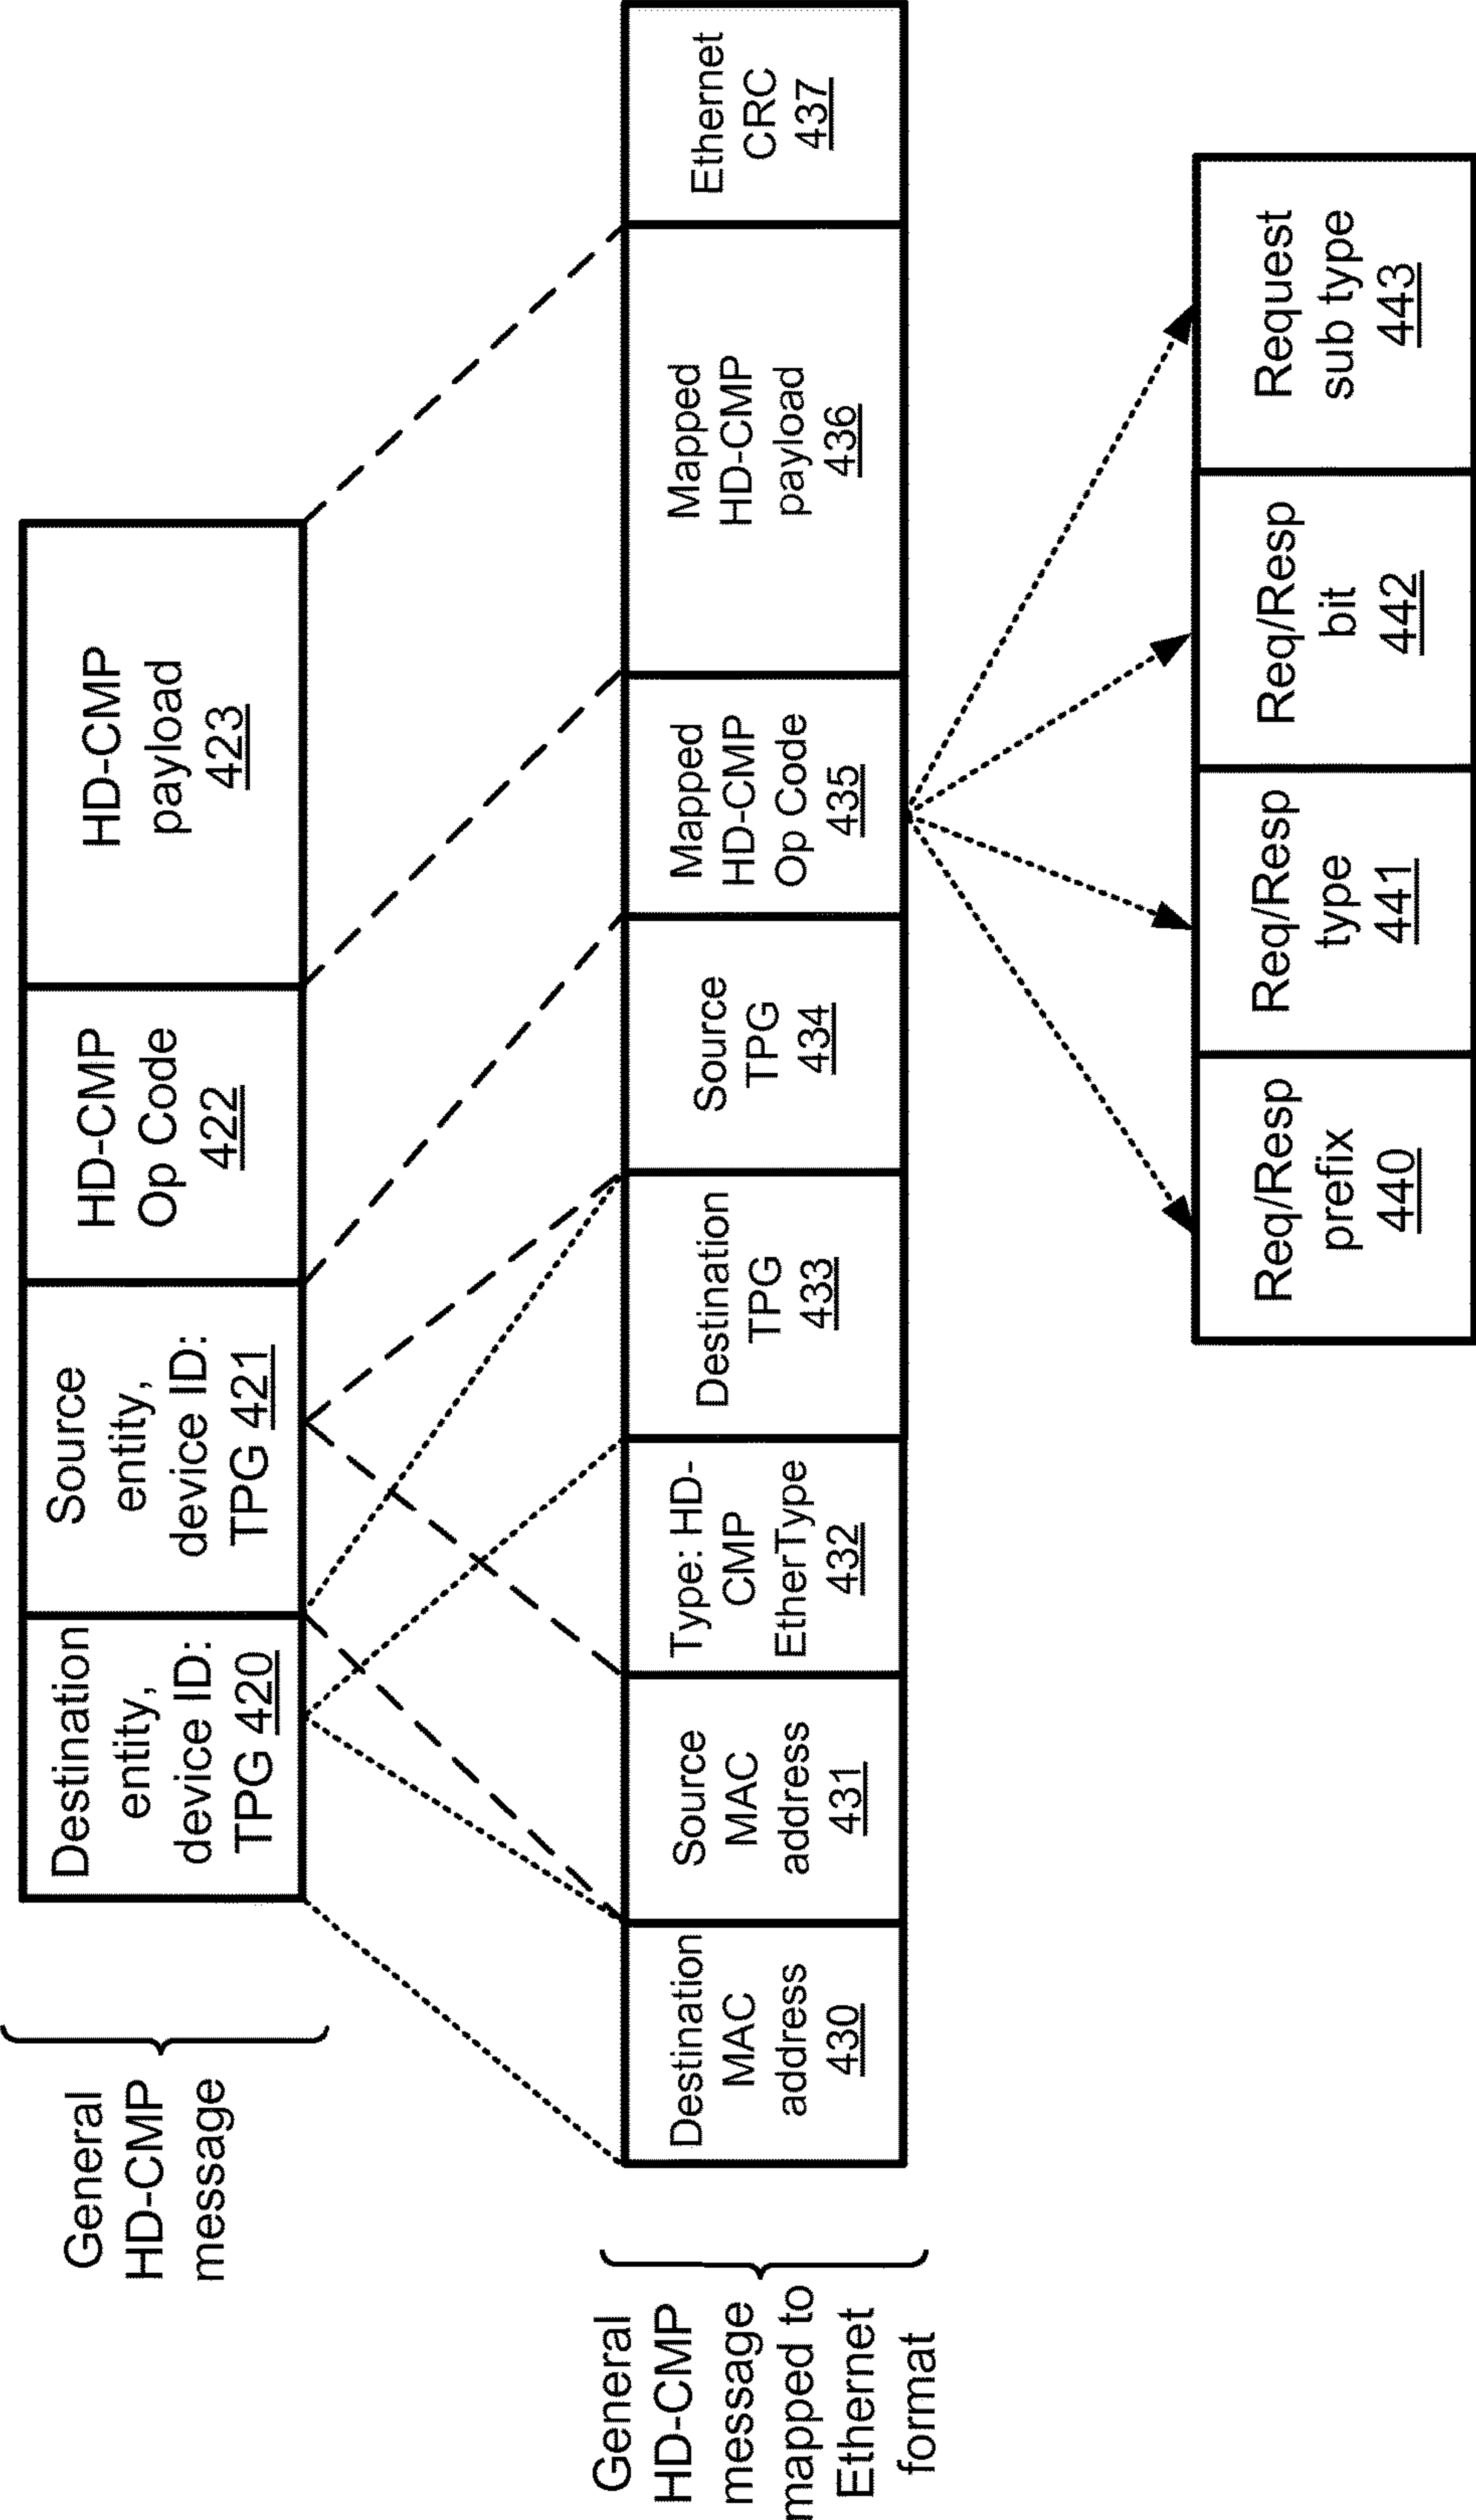 General
HD-CMP
message
Destination
entity,
device ID:
TPG 420
Source
entity,
device ID:
TPG 421
HD-CMP
Op Code
422
HD-CMP
payload
423
General
HD-CMP
message
mapped to
Ethernet
format
Destination
MAC
address
430
Source
MAC
address
431
Type: HD-
CMP
EtherType
432
Destination
TPG
433
Source
TPG
434
Mapped
HD-CMP
Op Code
435
Mapped
HD-CMP
payload
436
Ethernet
CRC
437
Req/Resp
prefix
440
Req/Resp
type
441
Req/Resp
bit
442
Request
sub type
443